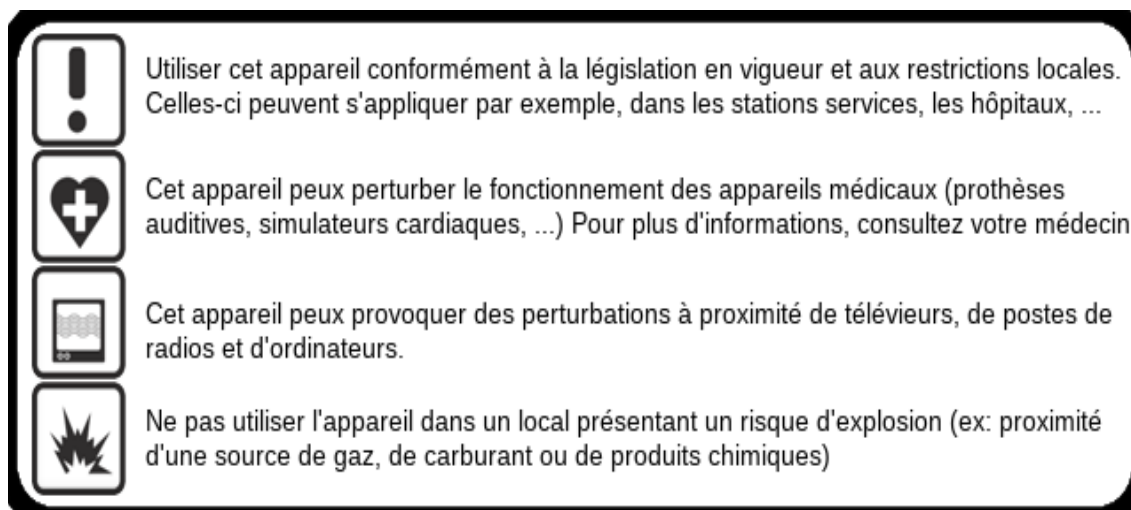 Utiliser cet appareil conformément à la législation en vigueur et aux restrictions locales.
Celles-ci peuvent s'appliquer par exemple, dans les stations services, les hôpitaux, ...
Cet appareil peux perturber le fonctionnement des appareils médicaux (prothèses
auditives, simulateurs cardiaques, ...) Pour plus d'informations, consultez votre médecin
Cet appareil peux provoquer des perturbations à proximité de télévieurs, de postes de
radios et d'ordinateurs.
Ne pas utiliser l'appareil dans un local présentant un risque d'explosion (ex: proximité
d'une source de gaz, de carburant ou de produits chimiques)